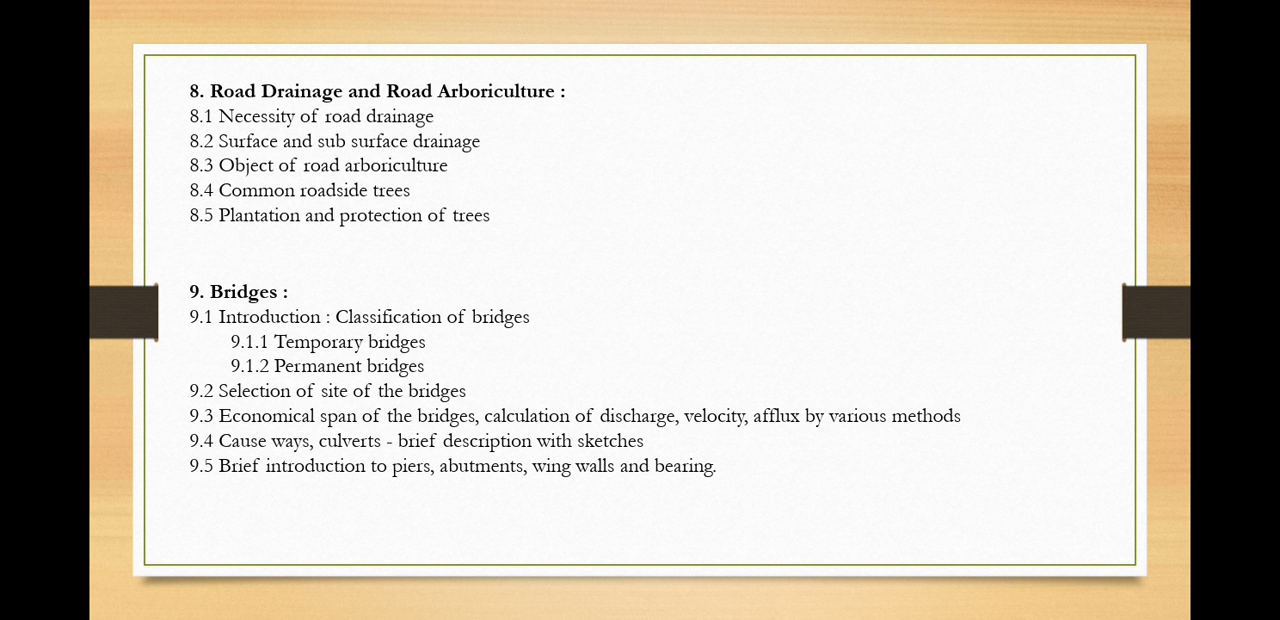 8. Road Drainage and Road Arboriculture :
8.1 Necessity of road drainage
8.2 Surface and sub surface drainage
8.3 Object of road arboriculture
8.4 Common roadside trees
8.5 Plantation and protection of trees
9. Bridges :
9.1 Introduction : Classification of bridges
9.1.1 Temporary bridges
9.1.2 Permanent bridges
9.2 Selection of site of the bridges
9.3 Economical span of the bridges, calculation of discharge, velocity, afflux by various methods
9.4 Cause ways, culverts - brief description with sketches
9.5 Brief introduction to piers, abutments, wing walls and bearing.